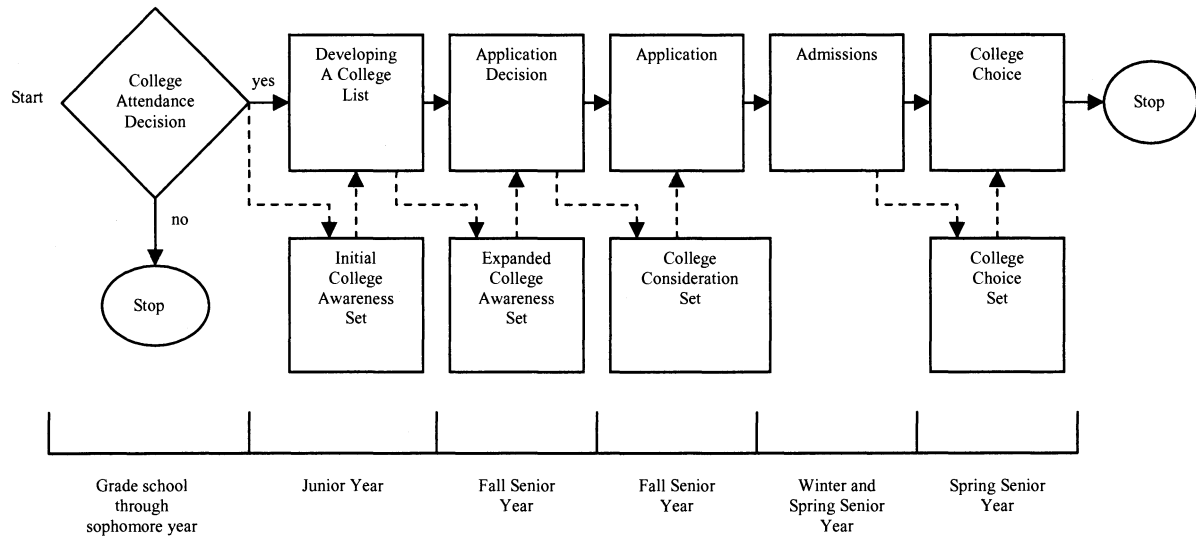 Start
College
Attendance
Decision
yes
no
Stop
Developing
A College
List
Application
Decision
Application
Admissions
College
Choice
Stop
Initial
College
Awareness
Set
Expanded
College
Awareness
Set
College
Consideration
Set
College
Choice
Set
Grade school
through
sophomore year
Junior Year
Fall Senior
Year
Fall Senior
Year
Winter and
Spring Senior
Year
Spring Senior
Year